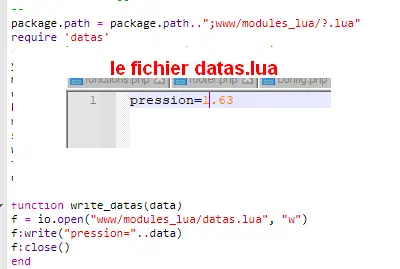 --
package.path = package.path..";www/modules_lua/?.lua"
require 'datas'
le fichier datas.lua
functions.php
footer.php
config.php
1 pression=1.63
function write_datas(data)
f = io.open("www/modules_lua/datas.lua", "w")
f:write("pression="..data)
f:close()
end